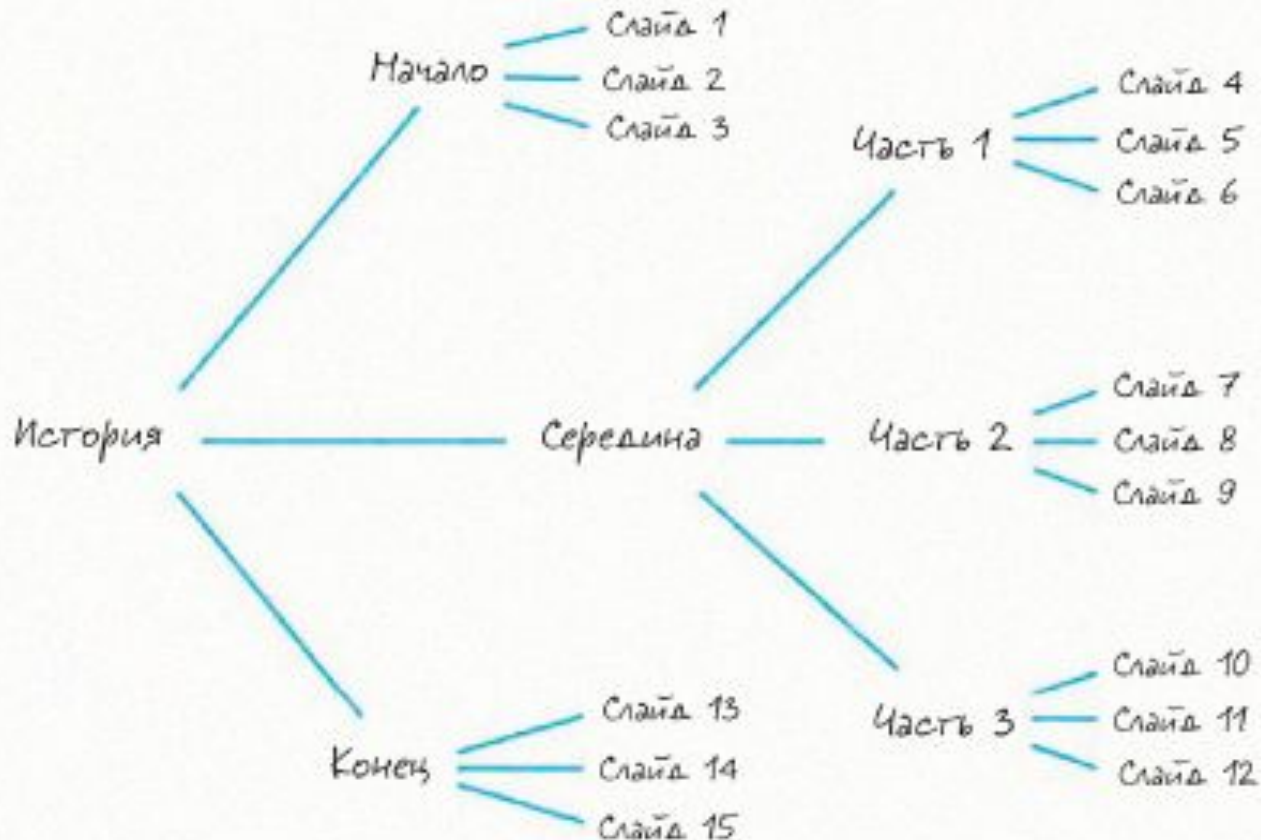 Начало
Слайд 1
Слайд 2
Слайд 3
Часть 1
Слайд 4
Слайд 5
Слайд 6
История
Середина
Часть 2
Слайд 7
Слайд 8
Слайд 9
Часть 3
Слайд 10
Слайд 11
Слайд 12
Конец
Слайд 13
Слайд 14
Слайд 15